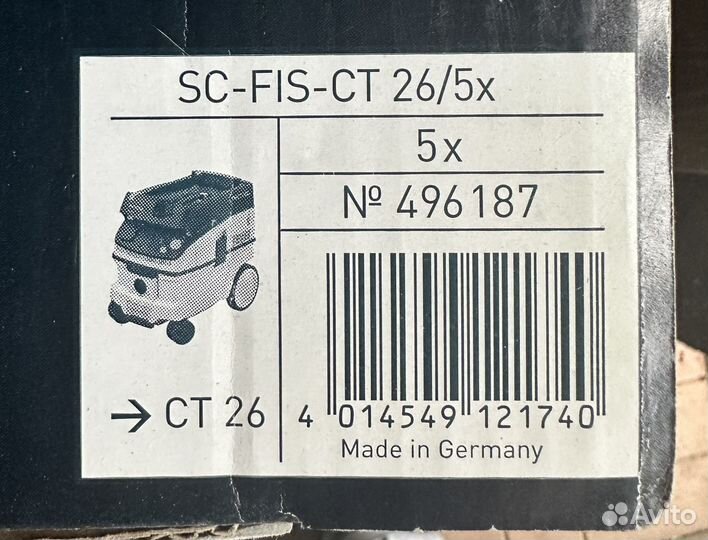 SC-FIS-CT 26/5x
5x
№ 496187
→ CT 26
4 014549 121740
Made in Germany
Avito